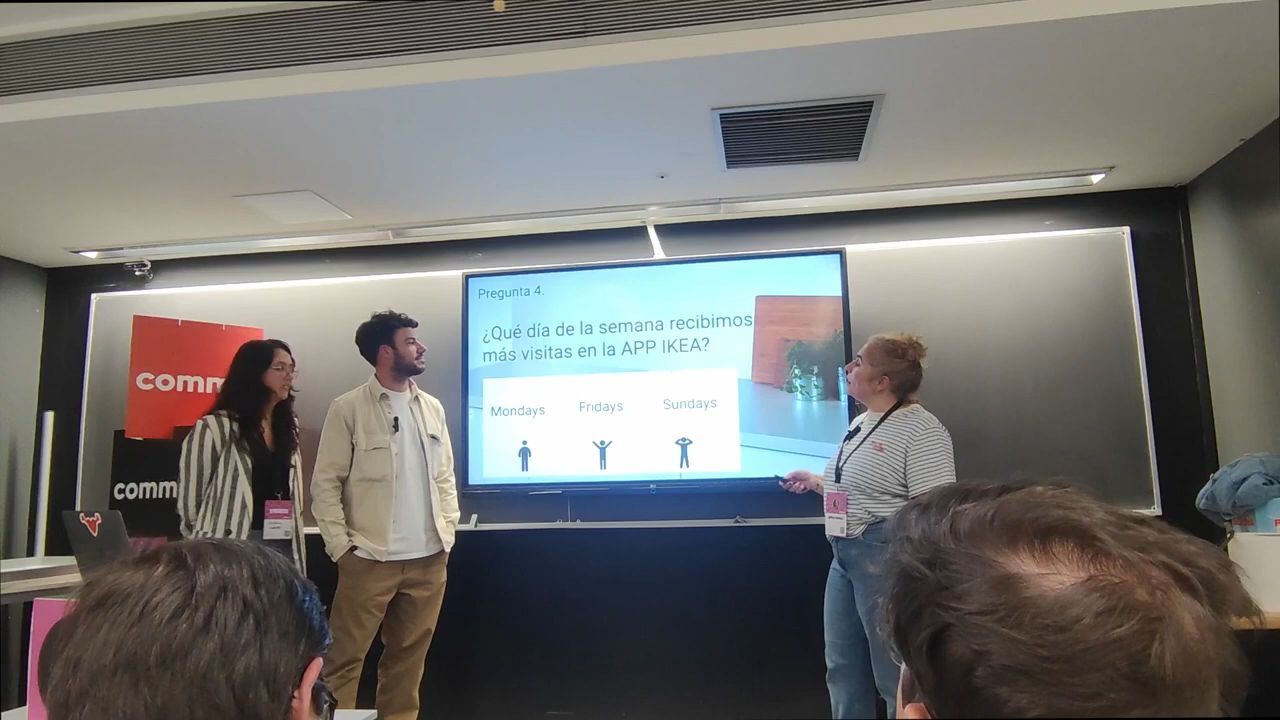 Pregunta 4.
¿Qué día de la semana recibimos
más visitas en la APP IKEA?
Mondays
Fridays
Sundays
comm
comm